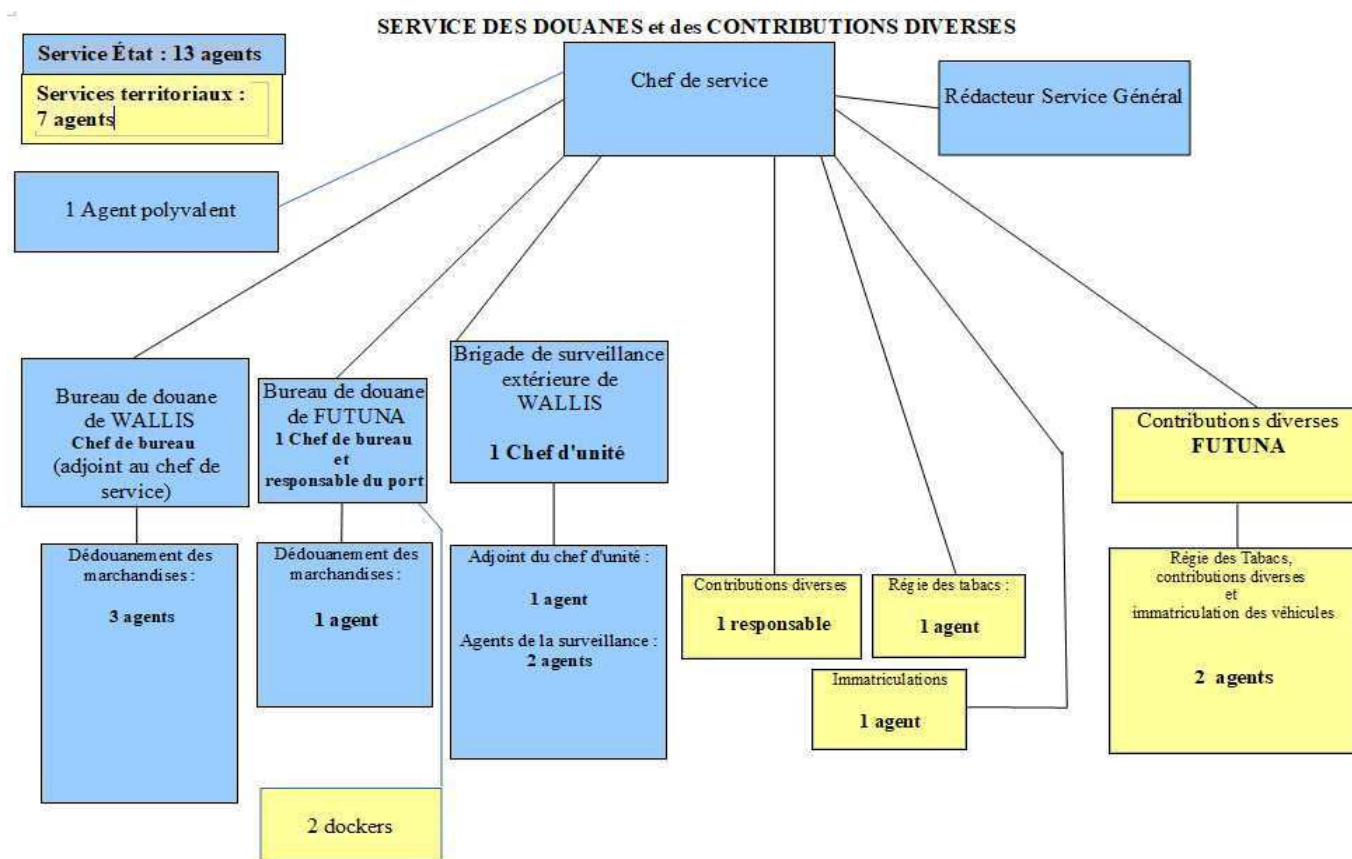 SERVICE DES DOUANES et des CONTRIBUTIONS DIVERSES
Service État : 13 agents
Services territoriaux :
7 agents
Chef de service
Rédacteur Service Général
1 Agent polyvalent
Bureau de douane
de WALLIS
Chef de bureau
(adjoint au chef de
service)
Bureau de douane
de FUTUNA
1 Chef de bureau
et
responsable du port
Brigade de surveillance
extérieure de
WALLIS
1 Chef d'unité
Contributions diverses
FUTUNA
Dédouanement des
marchandises :
3 agents
Dédouanement des
marchandises :
1 agent
Adjoint du chef d'unité :
1 agent
Agents de la surveillance :
2 agents
Contributions diverses
1 responsable
Régie des tabacs :
1 agent
Immatriculations
1 agent
Régie des Tabacs,
contributions diverses
et
immatriculation des véhicules
2 agents
2 dockers